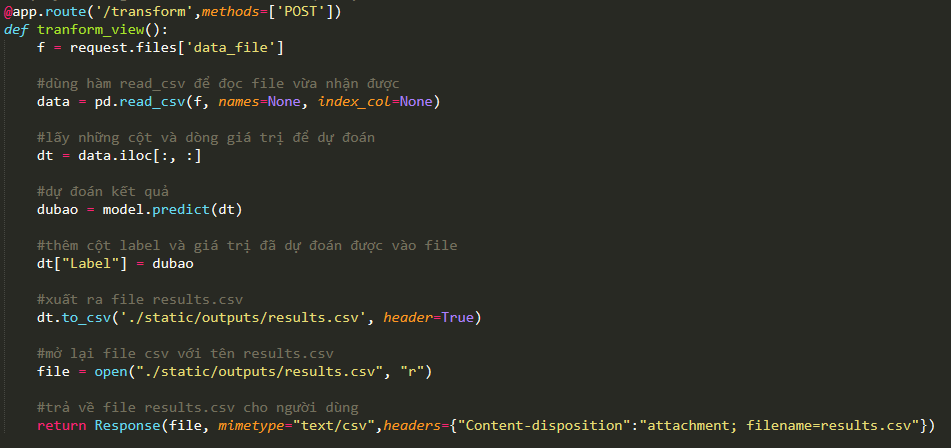 @app.route('/transform',methods=['POST'])
def tranform_view():
    f = request.files['data_file']
    #dùng hàm read_csv để đọc file vừa nhận được
    data = pd.read_csv(f, names=None, index_col=None)
    #lấy những cột và dòng giá trị để dự đoán
    dt = data.iloc[:, :]
    #dự đoán kết quả
    dubao = model.predict(dt)
    #thêm cột label và giá trị đã dự đoán được vào file
    dt["Label"] = dubao
    #xuất ra file results.csv
    dt.to_csv('./static/outputs/results.csv', header=True)
    #mở lại file csv với tên results.csv
    file = open("./static/outputs/results.csv", "r")
    #trả về file results.csv cho người dùng
    return Response(file, mimetype="text/csv",headers={"Content-disposition":"attachment; filename=results.csv"})